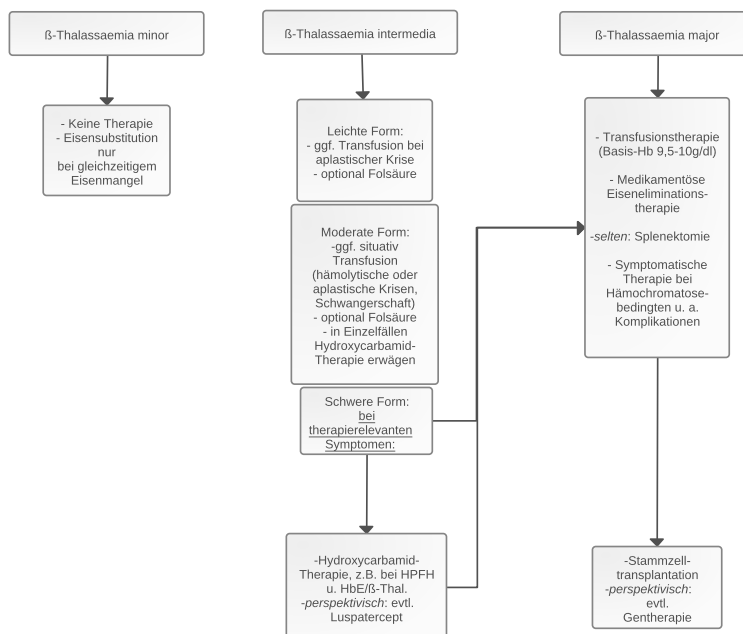 ß-Thalassaemia minor
- Keine Therapie
- Eisensubstitution
nur
bei gleichzeitigem
Eisenmangel
ß-Thalassaemia intermedia
Leichte Form:
- ggf. Transfusion bei
aplastischer Krise
- optional Folsäure
Moderate Form:
-ggf. situativ
Transfusion
(hämolytische oder
aplastische Krisen,
Schwangerschaft)
- optional Folsäure
- in Einzelfällen
Hydroxycarbamid-
Therapie erwägen
Schwere Form:
bei
therapierelevanten
Symptomen:
-Hydroxycarbamid-
Therapie, z.B. bei HPFH
u. HbE/ß-Thal.
-perspektivisch: evtl.
Luspatercept
ß-Thalassaemia major
- Transfusionstherapie
(Basis-Hb 9,5-10g/dl)
- Medikamentöse
Eiseneliminations-
therapie
-selten: Splenektomie
- Symptomatische
Therapie bei
Hämochromatose-
bedingten u. a.
Komplikationen
-Stammzell-
transplantation
-perspektivisch:
evtl.
Gentherapie